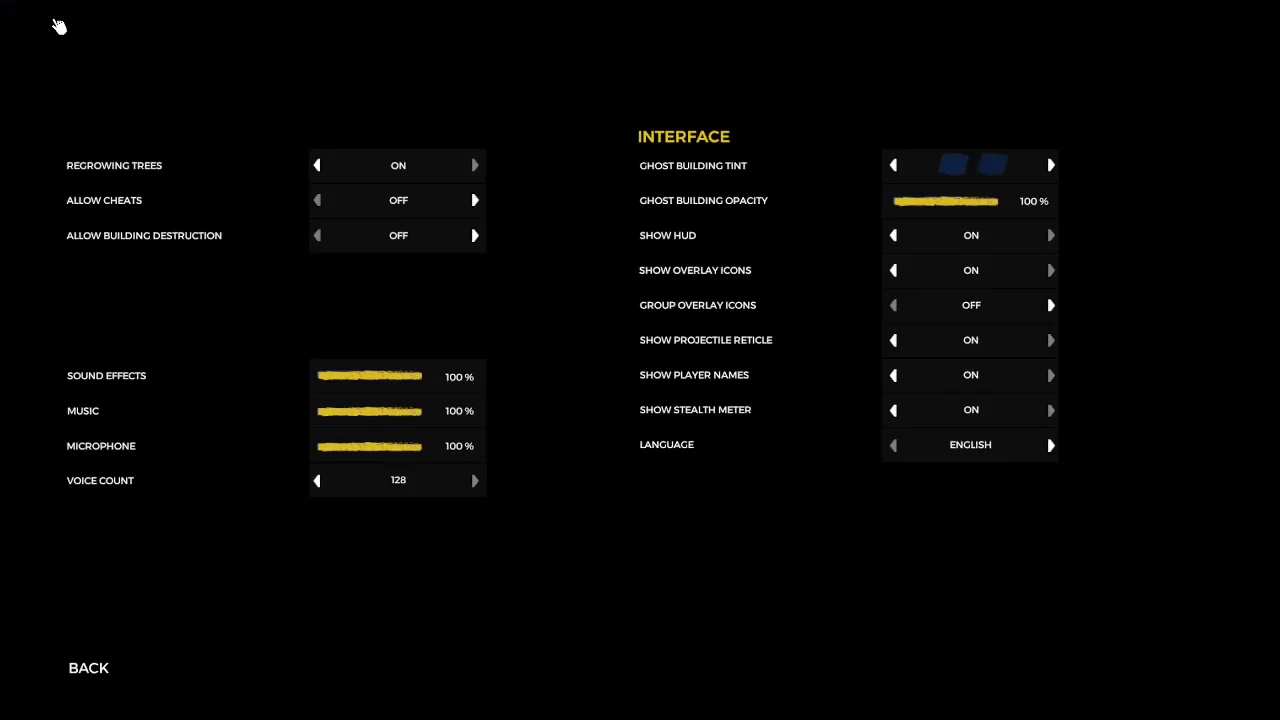 REGROWING TREES ON
ALLOW CHEATS OFF
ALLOW BUILDING DESTRUCTION OFF
SOUND EFFECTS 100 %
MUSIC 100 %
MICROPHONE 100 %
VOICE COUNT 128
INTERFACE
GHOST BUILDING TINT
GHOST BUILDING OPACITY 100 %
SHOW HUD ON
SHOW OVERLAY ICONS ON
GROUP OVERLAY ICONS OFF
SHOW PROJECTILE RETICLE ON
SHOW PLAYER NAMES ON
SHOW STEALTH METER ON
LANGUAGE ENGLISH
BACK